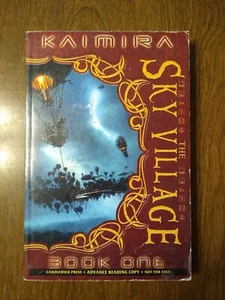 KAIMIRA
THE
SKY VILLAGE
BOOK ONE
CANDLEWICK PRESS • ADVANCE READING COPY • NOT FOR SALE